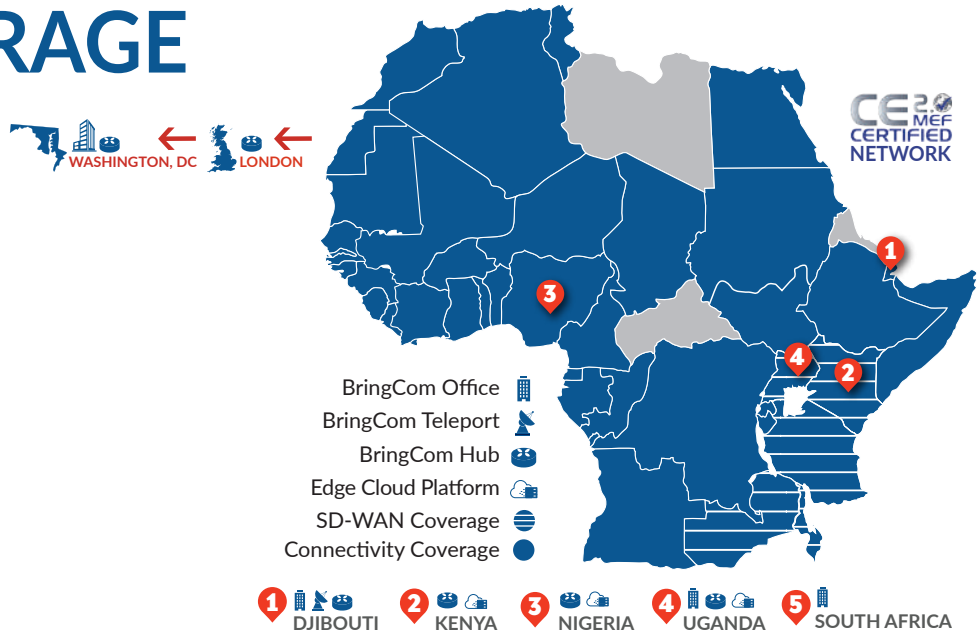 RAGE
CE 2.0
MEF
CERTIFIED
NETWORK
WASHINGTON, DC
LONDON
1
3
4
2
BringCom Office
BringCom Teleport
BringCom Hub
Edge Cloud Platform
SD-WAN Coverage
Connectivity Coverage
1 DJIBOUTI
2 KENYA
3 NIGERIA
4 UGANDA
5 SOUTH AFRICA